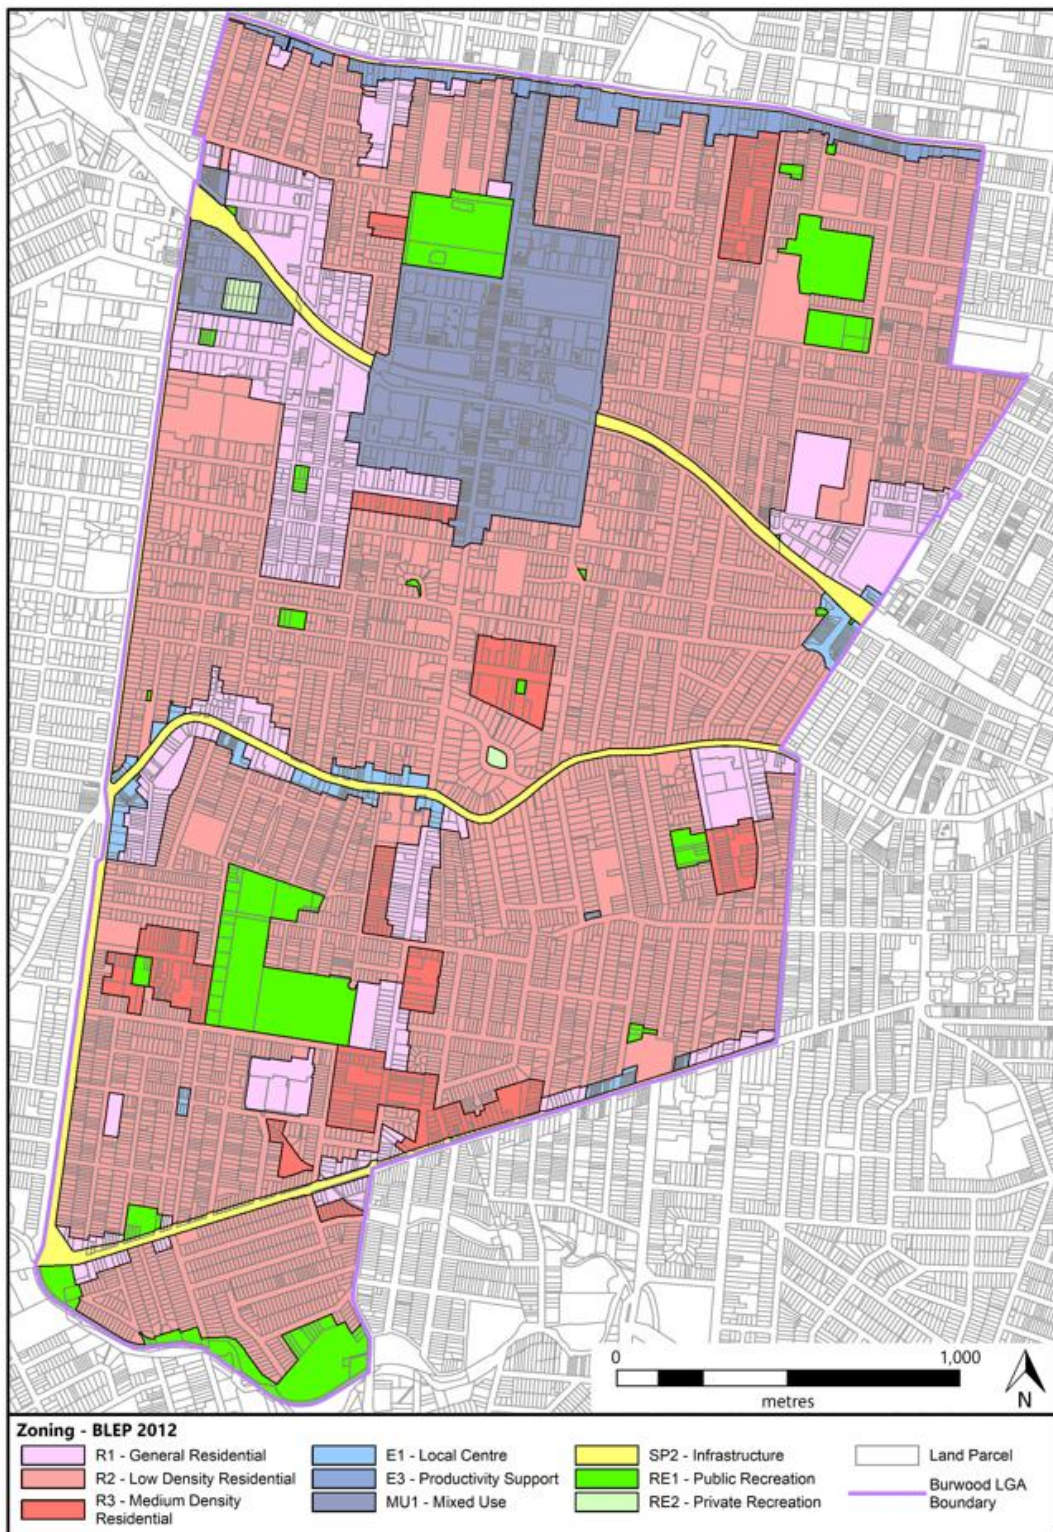 0 1,000
metres
N
Zoning - BLEP 2012
R1 - General Residential
R2 - Low Density Residential
R3 - Medium Density
Residential
E1 - Local Centre
E3 - Productivity Support
MU1 - Mixed Use
SP2 - Infrastructure
RE1 - Public Recreation
RE2 - Private Recreation
Land Parcel
Burwood LGA
Boundary